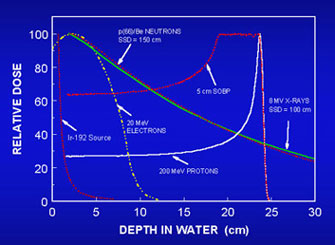 p(66)/Be NEUTRONS
SSD = 150 cm
100
80
60
40
20
0
RELATIVE DOSE
5 cm SOBP
Ir-192 Source
20 MeV
ELECTRONS
200 MeV PROTONS
8 MV X-RAYS
SSD = 100 cm
0
5
10
15
20
25
30
DEPTH IN WATER (cm)